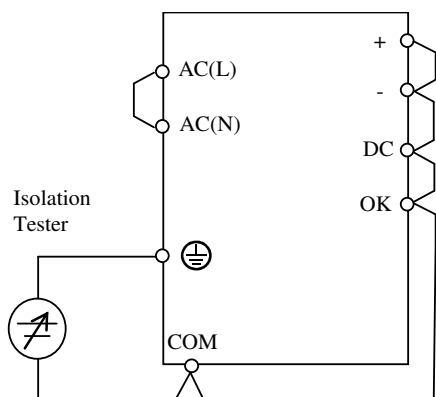 +
AC(L)
-
AC(N)
DC
OK
Isolation
Tester
COM